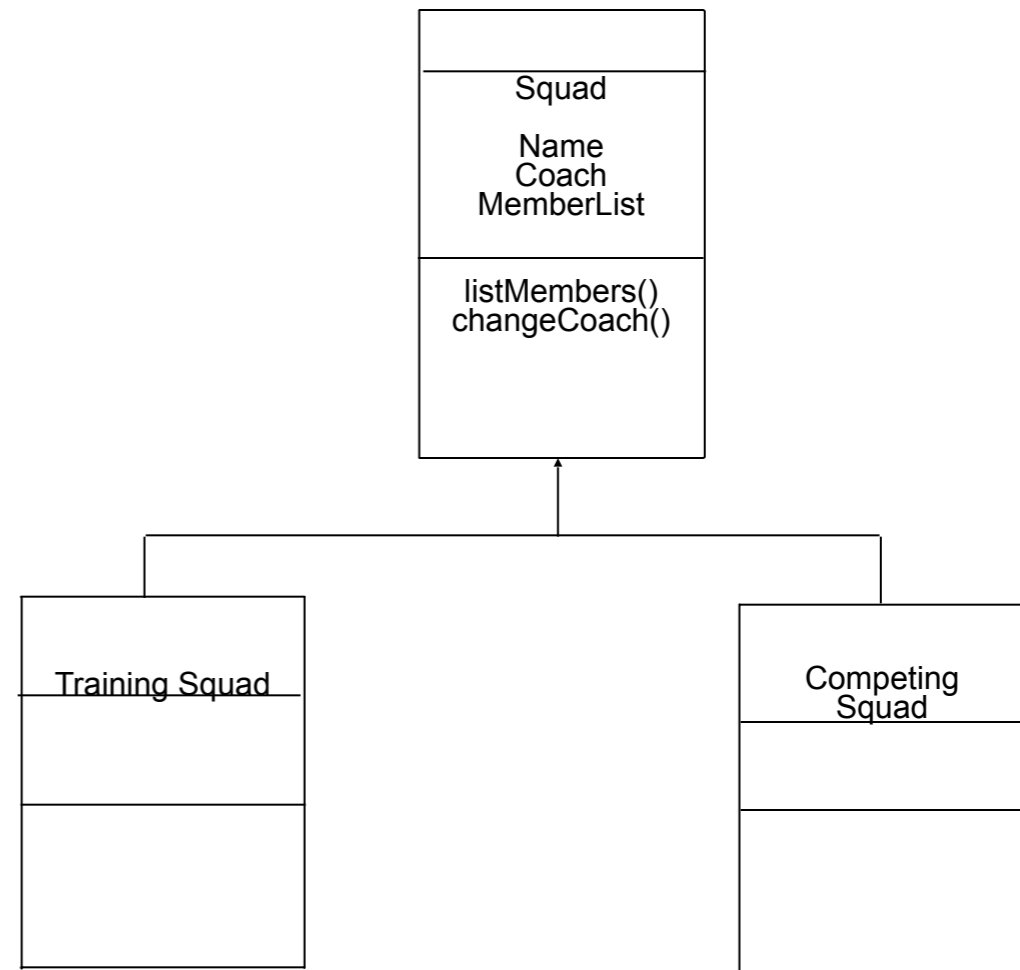 Squad
Name
Coach
MemberList
listMembers()
changeCoach()
Training Squad
Competing
Squad